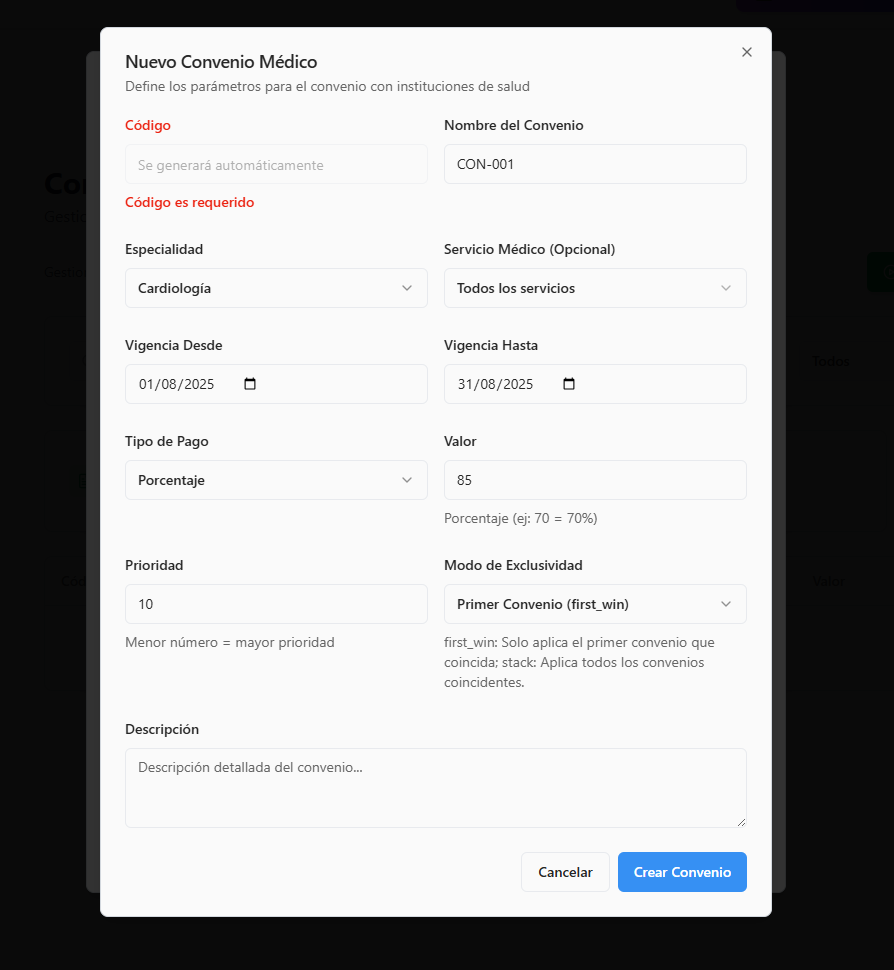 Nuevo Convenio Médico
Define los parámetros para el convenio con instituciones de salud
Código
Nombre del Convenio
Se generará automáticamente
CON-001
Código es requerido
Especialidad
Servicio Médico (Opcional)
Cardiología
Todos los servicios
Vigencia Desde
Vigencia Hasta
01/08/2025
31/08/2025
Tipo de Pago
Valor
Porcentaje
85
Porcentaje (ej: 70 = 70%)
Prioridad
Modo de Exclusividad
10
Primer Convenio (first_win)
Menor número = mayor prioridad
first_win: Solo aplica el primer convenio que
coincida; stack: Aplica todos los convenios
coincidentes.
Descripción
Descripción detallada del convenio...
Cancelar
Crear Convenio
Todos
Valor